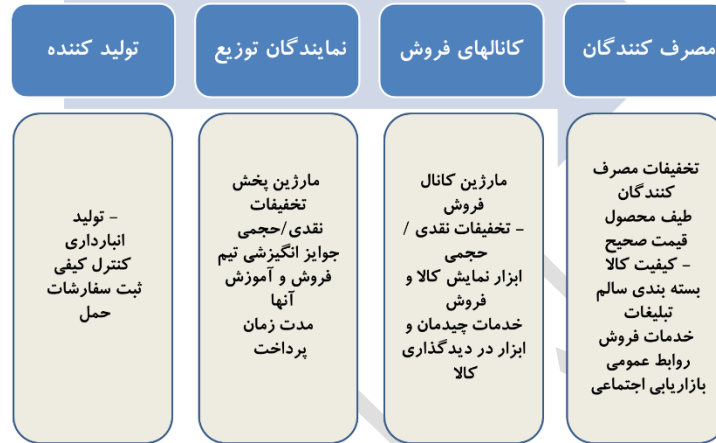 تولید کننده
نمایندگان توزیع
کانالهای فروش
مصرف کنندگان
– تولید
انبارداری
کنترل کیفی
ثبت سفارشات
حمل
مارژین پخش
تخفیفات
نقدی/حجمی
جوایز انگیزشی تیم
فروش و آموزش
آنها
مدت زمان
پرداخت
مارژین کانال
فروش
– تخفیفات نقدی /
حجمی
ابزار نمایش کالا و
فروش
خدمات چیدمان و
ابزار در دیدگذاری
کالا
تخفیفات مصرف
کنندگان
طیف محصول
قیمت صحیح
– کیفیت کالا
بسته بندی سالم
تبلیغات
خدمات فروش
روابط عمومی
بازاریابی اجتماعی